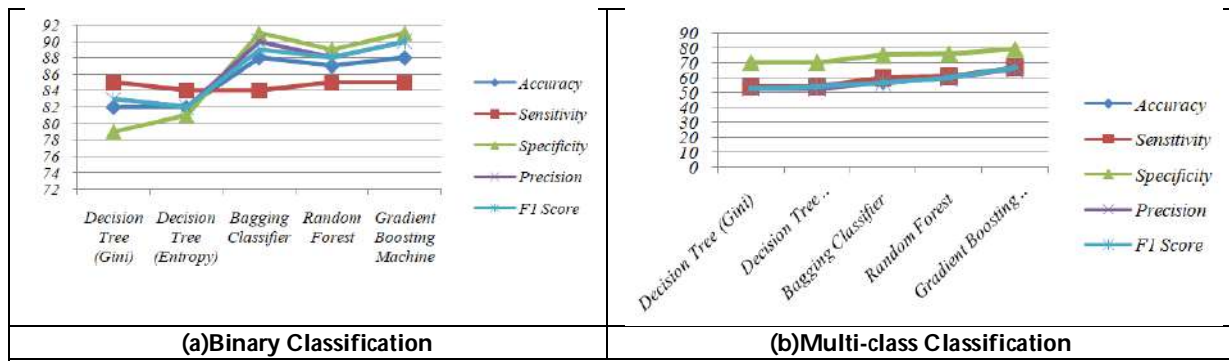 92
90
88
86
84
82
80
78
76
74
72
Decision Tree (Gini)
Decision Tree (Entropy)
Bagging Classifier
Random Forest
Gradient Boosting Machine
Accuracy
Sensitivity
Specificity
Precision
F1 Score
(a)Binary Classification
90
80
70
60
50
40
30
20
10
0
Decision Tree (Gini)
Decision Tree..
Bagging Classifier
Random Forest
Gradient Boosting..
Accuracy
Sensitivity
Specificity
Precision
F1 Score
(b)Multi-class Classification